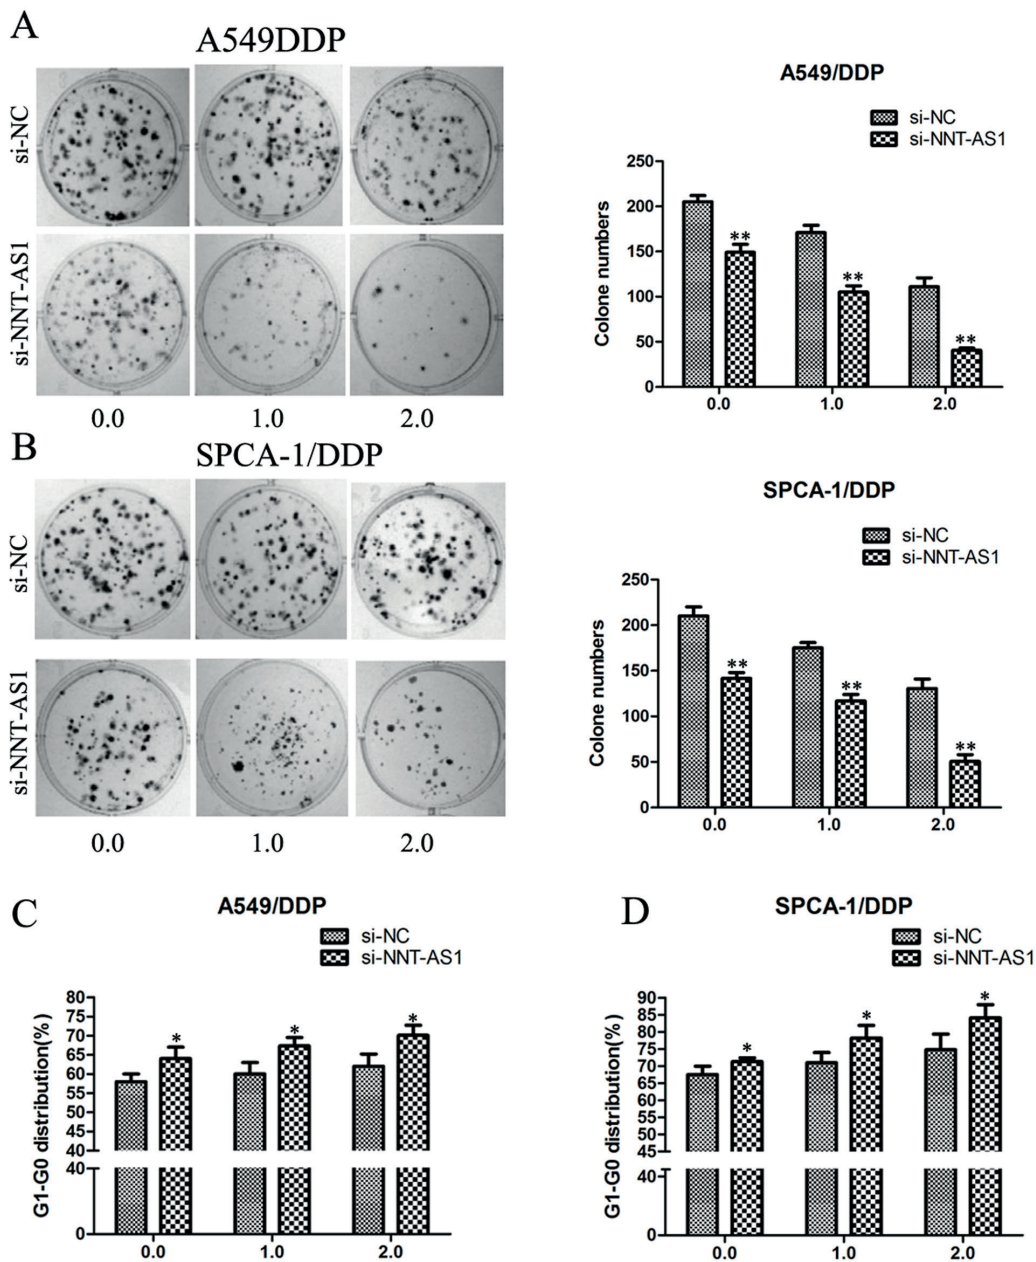 A
A549DDP
si-NC
si-NNT-AS1
0.0 1.0 2.0
A549/DDP
si-NC
si-NNT-AS1
Colone numbers
250
200
150
100
50
0
** ** **
0.0 1.0 2.0
B
SPCA-1/DDP
si-NC
si-NNT-AS1
0.0 1.0 2.0
SPCA-1/DDP
si-NC
si-NNT-AS1
Colone numbers
250
200
150
100
50
0
** ** **
0.0 1.0 2.0
C
A549/DDP
si-NC
si-NNT-AS1
G1-G0 distribution(%)
80
75
70
65
60
55
50
45
40
40
0
* * *
0.0 1.0 2.0
D
SPCA-1/DDP
si-NC
si-NNT-AS1
G1-G0 distribution(%)
90
85
80
75
70
65
60
55
50
45
40
0
* * *
0.0 1.0 2.0